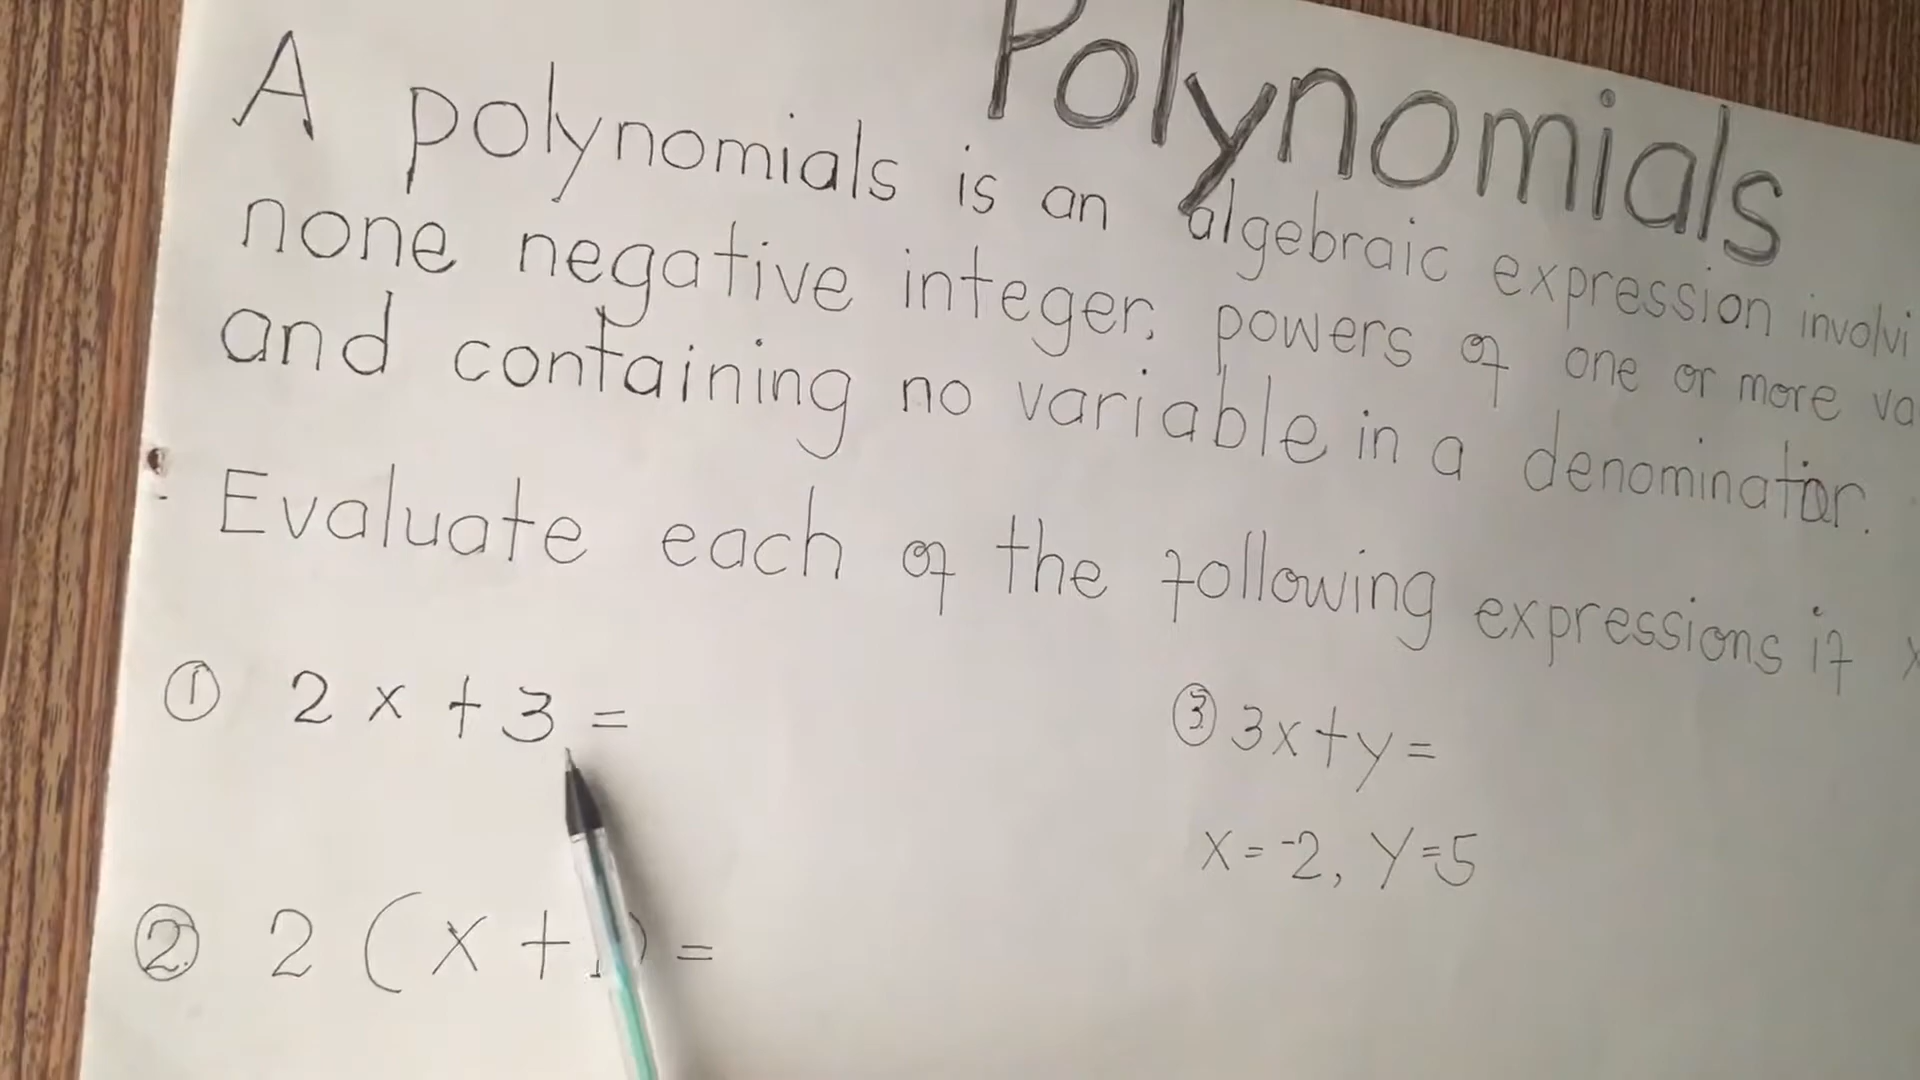 Polynomials
A polynomials is an algebraic expression involvi
none negative integer, powers of one or more va
and containing no variable in a denominator.
Evaluate each of the following expressions if x
① 2x+3=
③ 3x+y=
x=-2, y=5
② 2(x+ )=